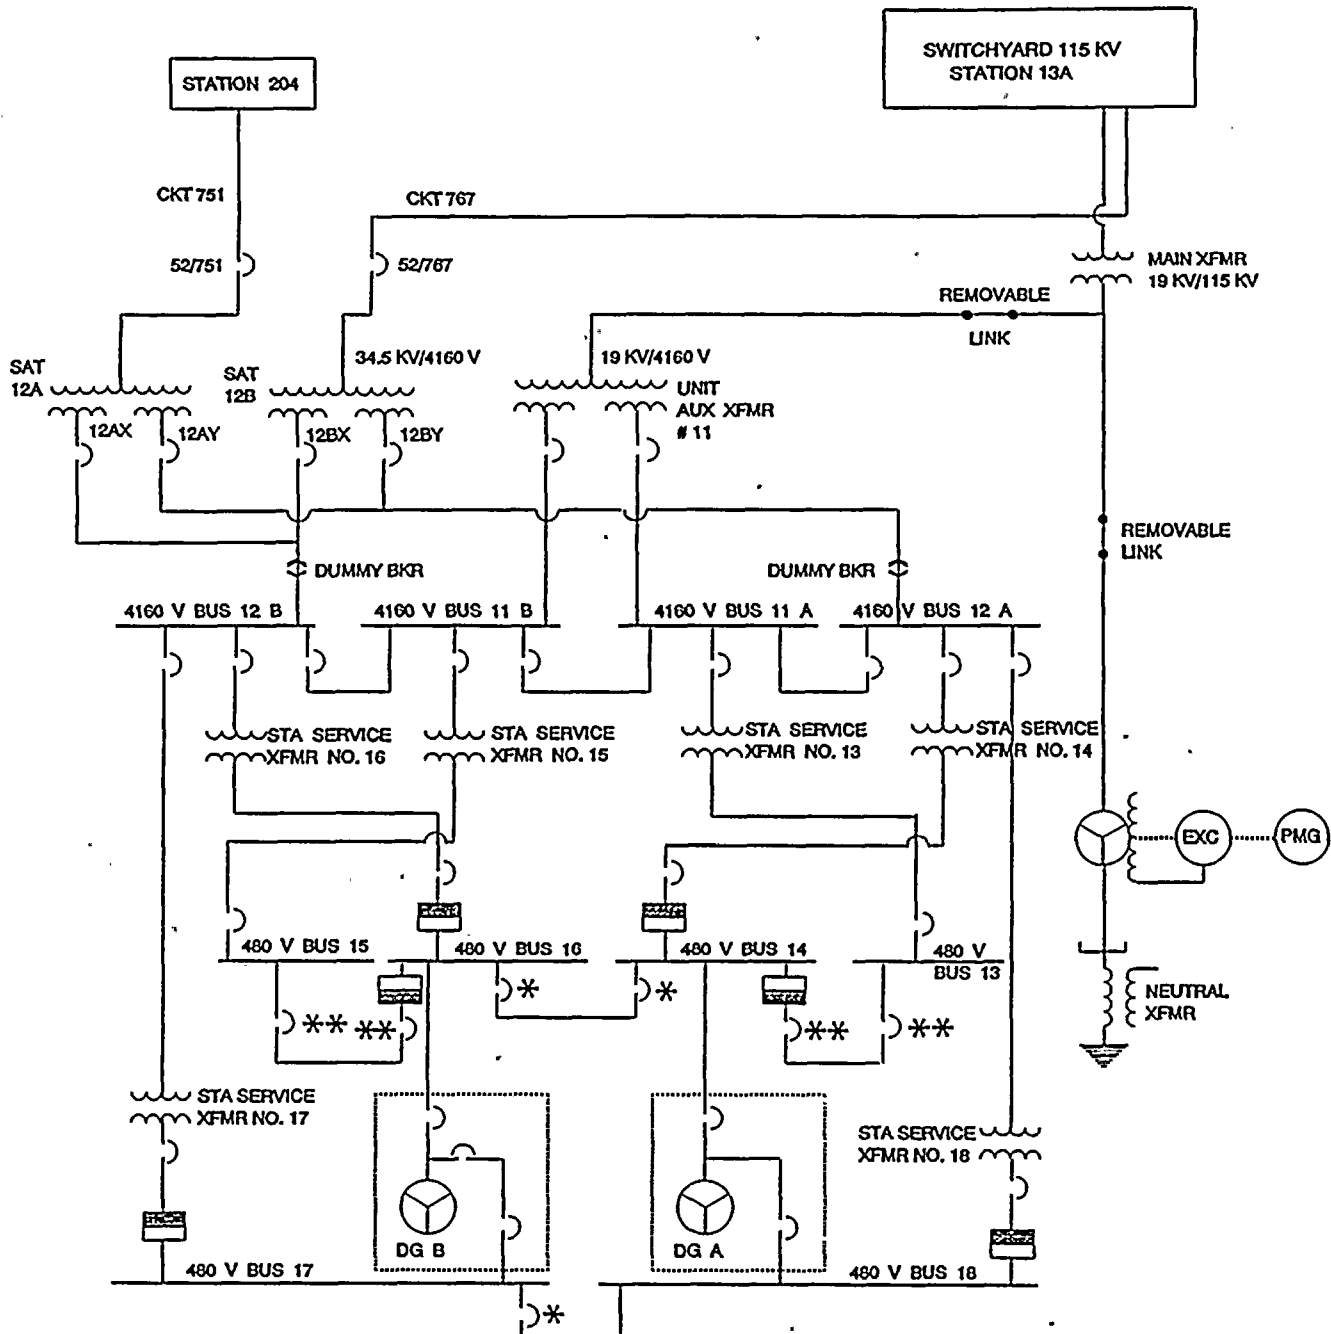 SWITCHYARD 115 KV
STATION 13A
STATION 204
CKT 751
CKT 767
52/751
52/767
MAIN XFMR
19 KV/115 KV
REMOVABLE
LINK
SAT
12A
SAT
12B
34.5 KV/4160 V
19 KV/4160 V
UNIT
AUX XFMR
# 11
12AX
12AY
12BX
12BY
REMOVABLE
LINK
DUMMY BKR
DUMMY BKR
4160 V BUS 12 B
4160 V BUS 11 B
4160 V BUS 11 A
4160 V BUS 12 A
STA SERVICE
XFMR NO. 16
STA SERVICE
XFMR NO. 15
STA SERVICE
XFMR NO. 13
STA SERVICE
XFMR NO. 14
EXC
PMG
480 V BUS 15
480 V BUS 16
480 V BUS 14
480 V
BUS 13
*
*
**
**
**
**
NEUTRAL
XFMR
STA SERVICE
XFMR NO. 17
STA SERVICE
XFMR NO. 18
DG B
DG A
480 V BUS 17
480 V BUS 18
*